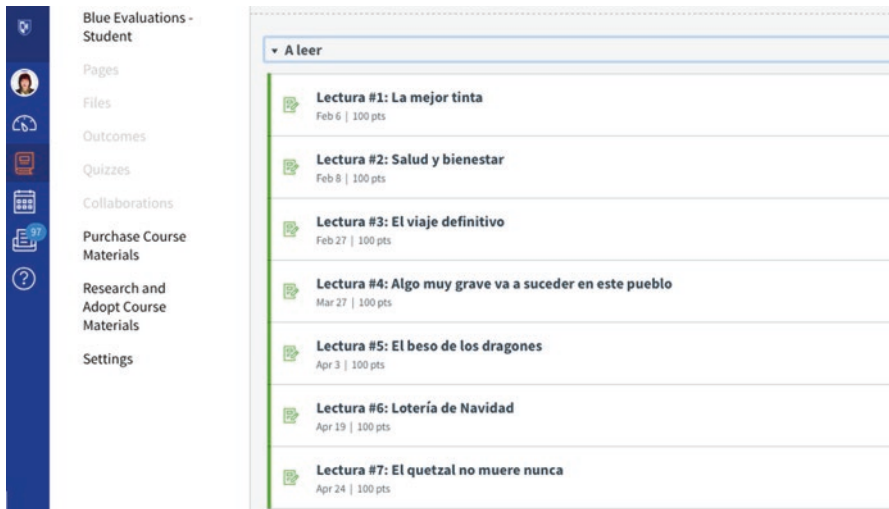 Blue Evaluations -
Student
Pages
Files
Outcomes
Quizzes
Collaborations
97
Purchase Course
Materials
Research and
Adopt Course
Materials
Settings
A leer
Lectura #1: La mejor tinta
Feb 6 | 100 pts
Lectura #2: Salud y bienestar
Feb 8 | 100 pts
Lectura #3: El viaje definitivo
Feb 27 | 100 pts
Lectura #4: Algo muy grave va a suceder en este pueblo
Mar 27 | 100 pts
Lectura #5: El beso de los dragones
Apr 3 | 100 pts
Lectura #6: Lotería de Navidad
Apr 19 | 100 pts
Lectura #7: El quetzal no muere nunca
Apr 24 | 100 pts